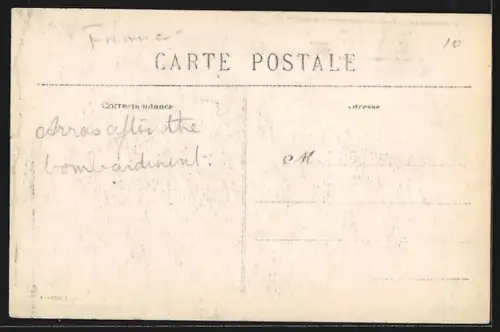 France
10
CARTE POSTALE
Correspondance
Adresse
Arras after the
bombardment.
M